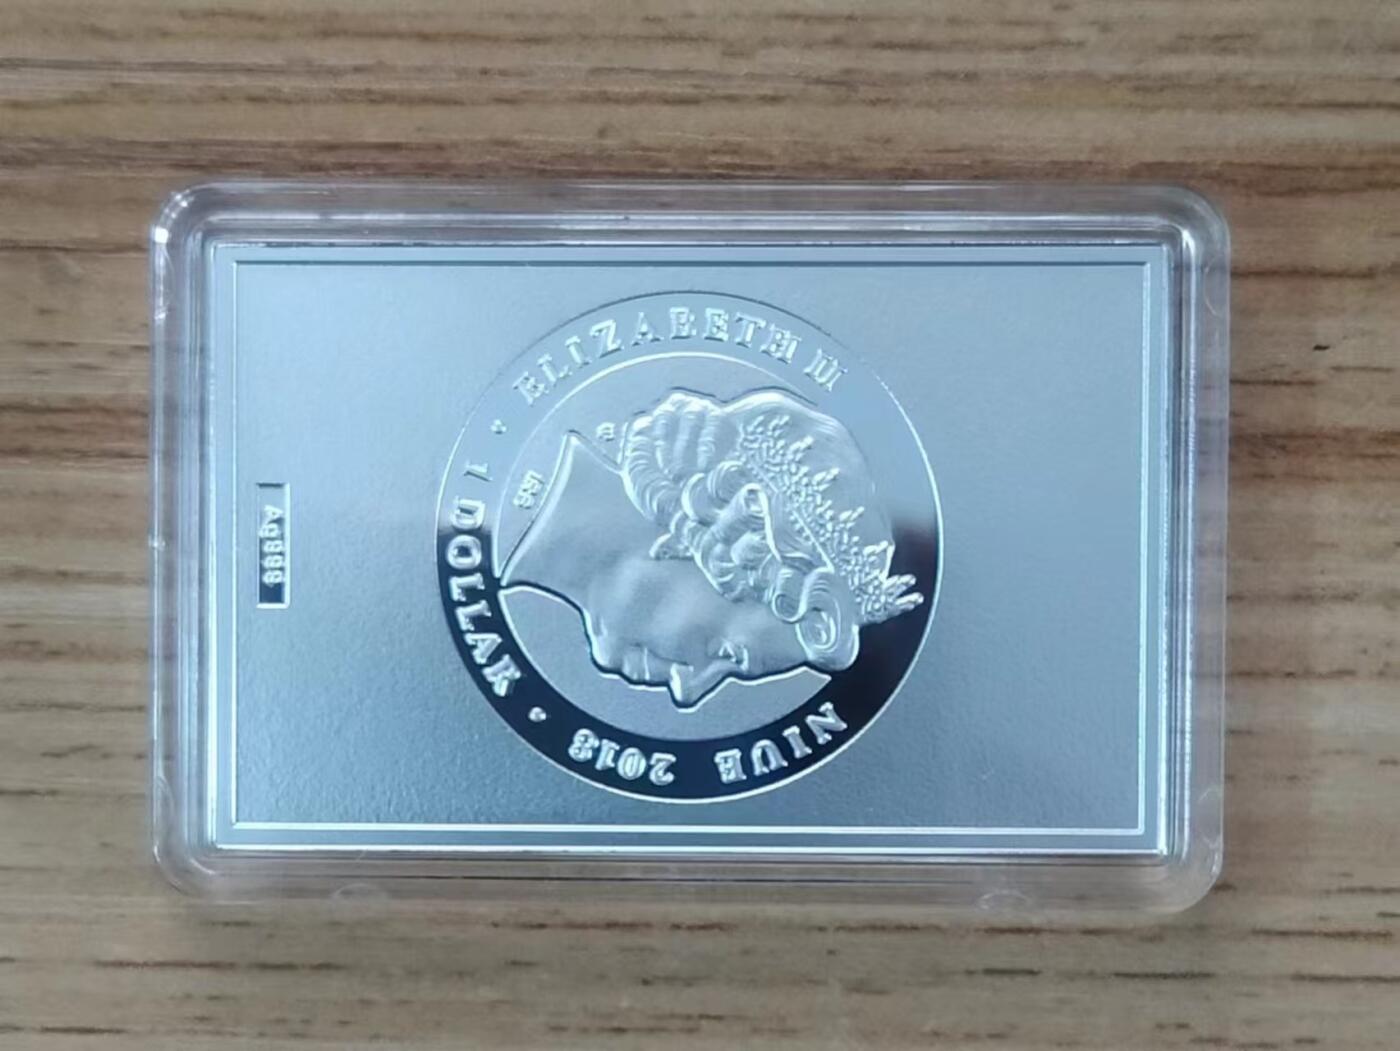 ELIZABETH II
NIUE 2013
• 1 DOLLAR •
Ag999